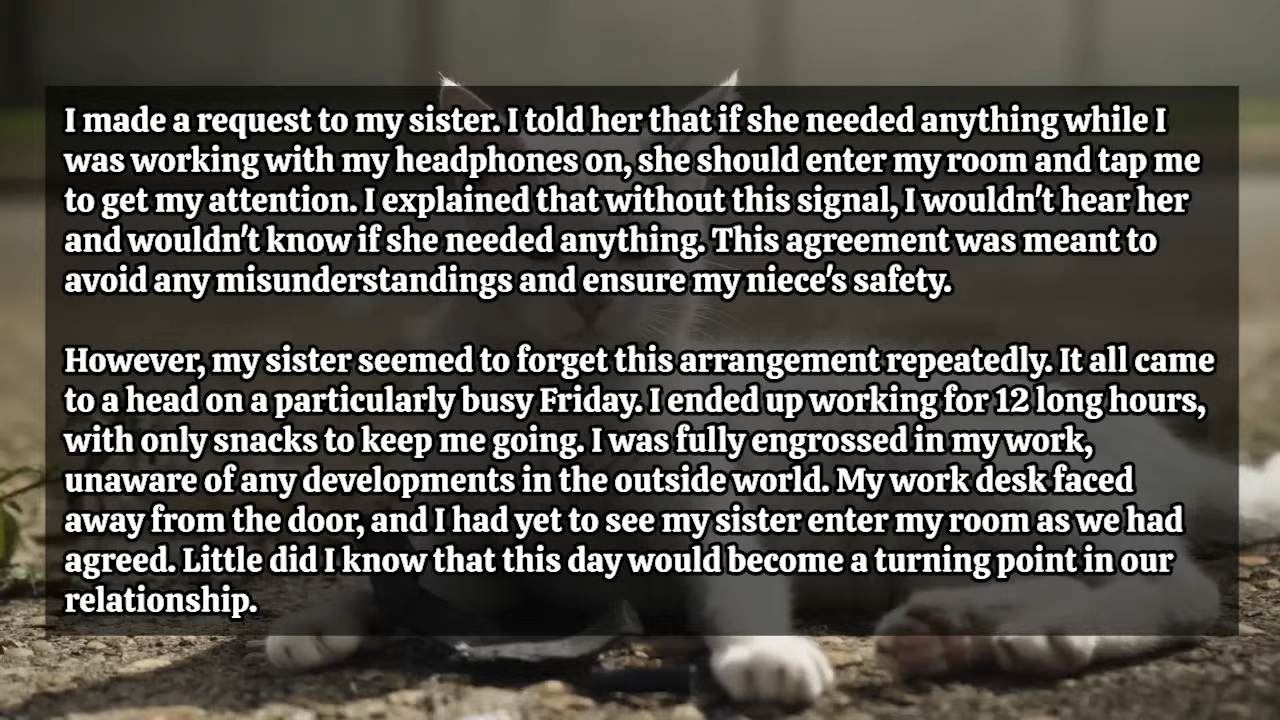 I made a request to my sister. I told her that if she needed anything while I
was working with my headphones on, she should enter my room and tap me
to get my attention. I explained that without this signal, I wouldn't hear her
and wouldn't know if she needed anything. This agreement was meant to
avoid any misunderstandings and ensure my niece's safety.
However, my sister seemed to forget this arrangement repeatedly. It all came
to a head on a particularly busy Friday. I ended up working for 12 long hours,
with only snacks to keep me going. I was fully engrossed in my work,
unaware of any developments in the outside world. My work desk faced
away from the door, and I had yet to see my sister enter my room as we had
agreed. Little did I know that this day would become a turning point in our
relationship.